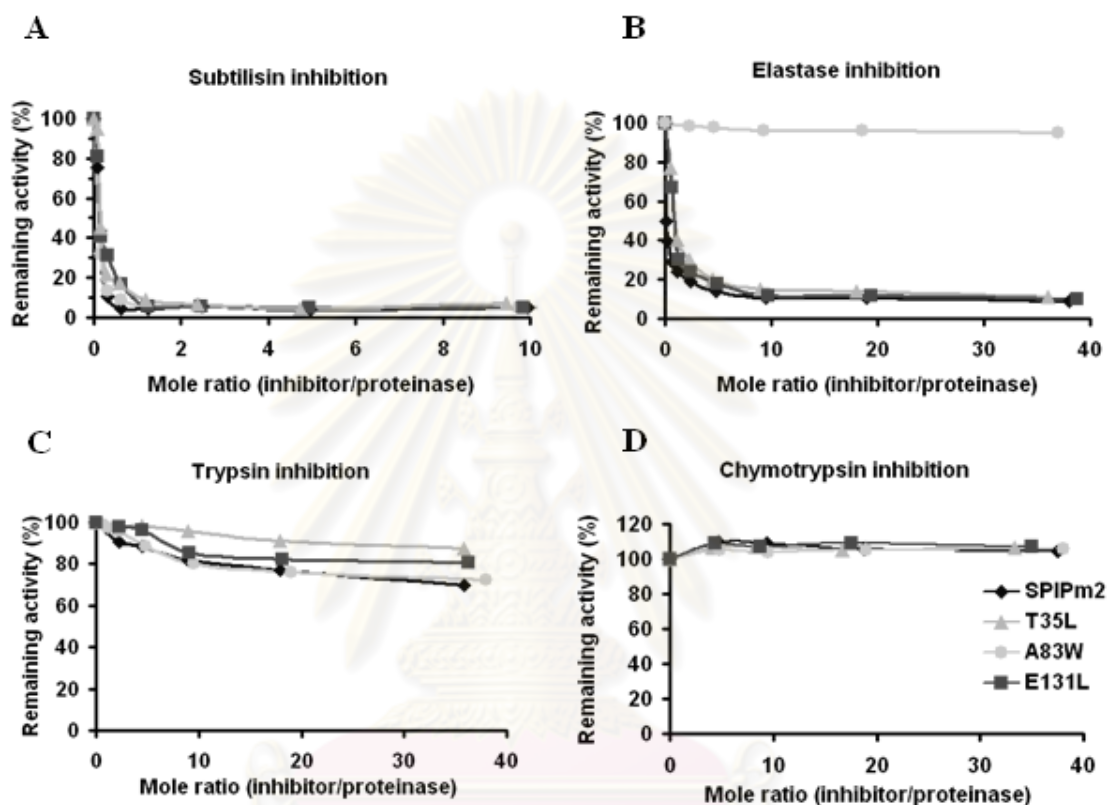 A
Subtilisin inhibition
Remaining activity (%)
100
80
60
40
20
0
0 2 4 6 8 10
Mole ratio (inhibitor/proteinase)
B
Elastase inhibition
Remaining activity (%)
100
80
60
40
20
0
0 10 20 30 40
Mole ratio (inhibitor/proteinase)
C
Trypsin inhibition
Remaining activity (%)
100
80
60
40
20
0
0 10 20 30 40
Mole ratio (inhibitor/proteinase)
D
Chymotrypsin inhibition
Remaining activity (%)
120
100
80
60
40
20
0
0 10 20 30 40
Mole ratio (inhibitor/proteinase)
SPIPm2
T35L
A83W
E131L